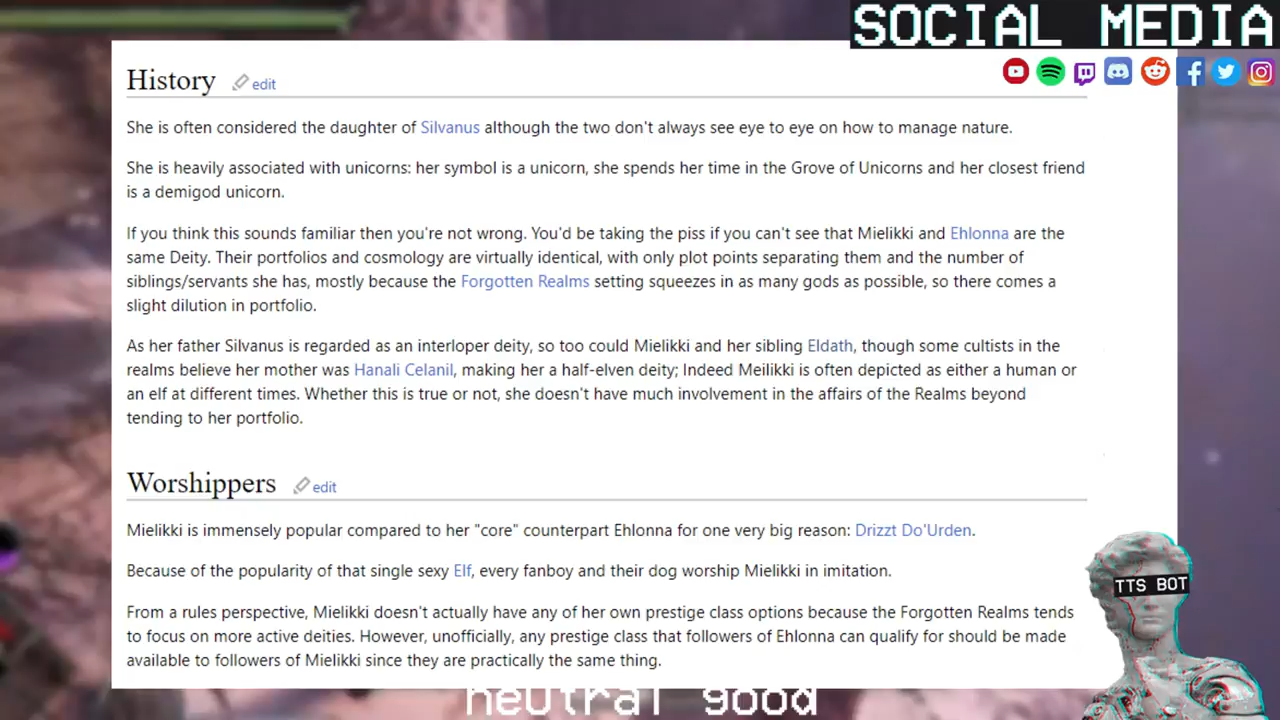 SOCIAL MEDIA
History edit
She is often considered the daughter of Silvanus although the two don't always see eye to eye on how to manage nature.
She is heavily associated with unicorns: her symbol is a unicorn, she spends her time in the Grove of Unicorns and her closest friend
is a demigod unicorn.
If you think this sounds familiar then you're not wrong. You'd be taking the piss if you can't see that Mielikki and Ehlonna are the
same Deity. Their portfolios and cosmology are virtually identical, with only plot points separating them and the number of
siblings/servants she has, mostly because the Forgotten Realms setting squeezes in as many gods as possible, so there comes a
slight dilution in portfolio.
As her father Silvanus is regarded as an interloper deity, so too could Mielikki and her sibling Eldath, though some cultists in the
realms believe her mother was Hanali Celanil, making her a half-elven deity; Indeed Meilikki is often depicted as either a human or
an elf at different times. Whether this is true or not, she doesn't have much involvement in the affairs of the Realms beyond
tending to her portfolio.
Worshippers edit
Mielikki is immensely popular compared to her "core" counterpart Ehlonna for one very big reason: Drizzt Do'Urden.
Because of the popularity of that single sexy Elf, every fanboy and their dog worship Mielikki in imitation.
From a rules perspective, Mielikki doesn't actually have any of her own prestige class options because the Forgotten Realms tends
to focus on more active deities. However, unofficially, any prestige class that followers of Ehlonna can qualify for should be made
available to followers of Mielikki since they are practically the same thing.
TTS BOT
neutral good